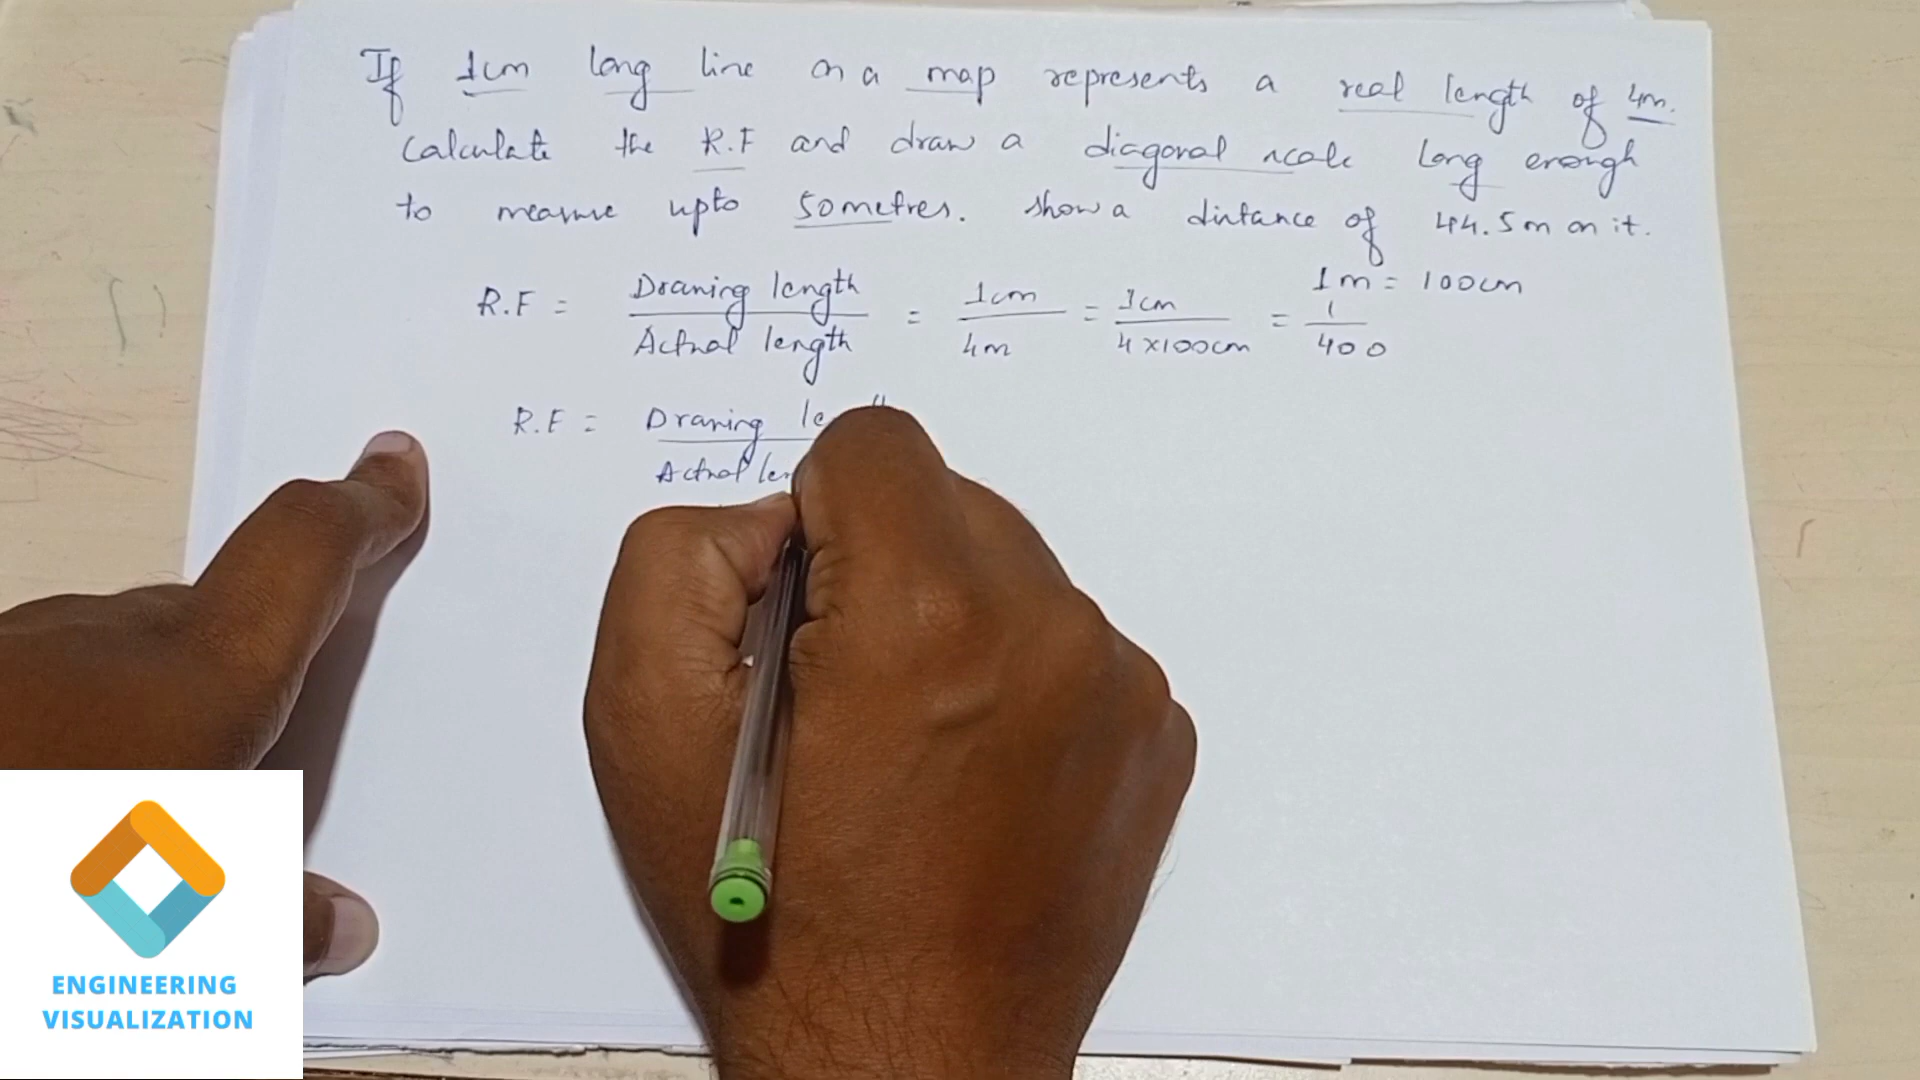 If 1cm long line on a map represents a real length of 4m.
Calculate the R.F and draw a diagonal scale long enough
to measure upto 50metres. show a distance of 44.5m on it.
1m = 100cm
R.F = Drawing length / Actual length = 1cm / 4m = 1cm / 4x100cm = 1 / 400
R.F = Drawing / Actual
ENGINEERING
VISUALIZATION